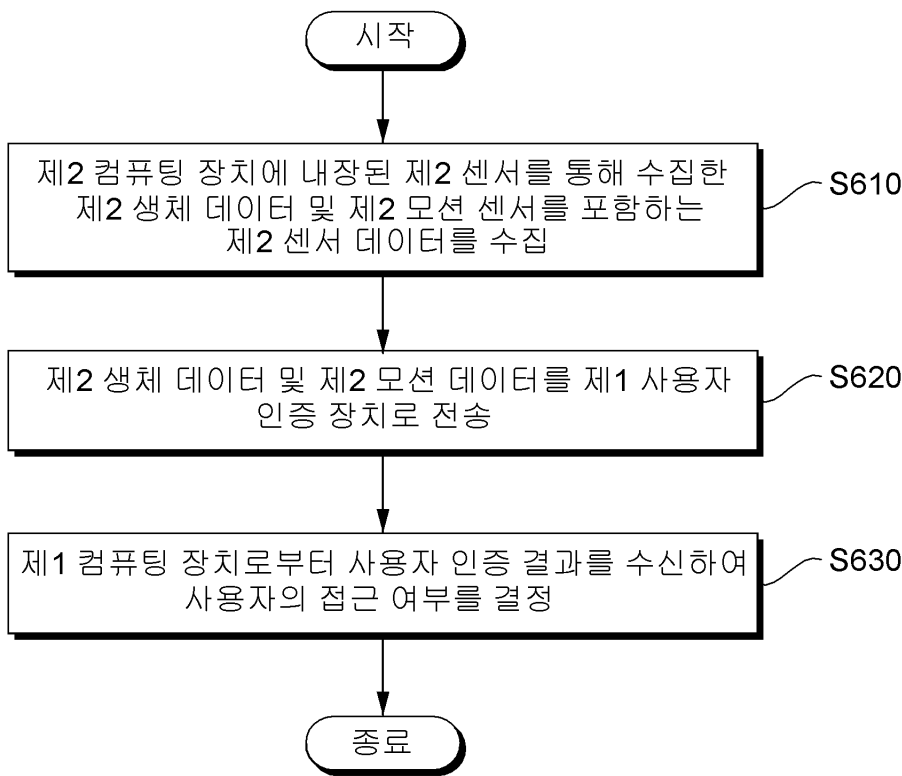 시작
제2 컴퓨팅 장치에 내장된 제2 센서를 통해 수집한
제2 생체 데이터 및 제2 모션 센서를 포함하는
제2 센서 데이터를 수집
S610
제2 생체 데이터 및 제2 모션 데이터를 제1 사용자
인증 장치로 전송
S620
제1 컴퓨팅 장치로부터 사용자 인증 결과를 수신하여
사용자의 접근 여부를 결정
S630
종료